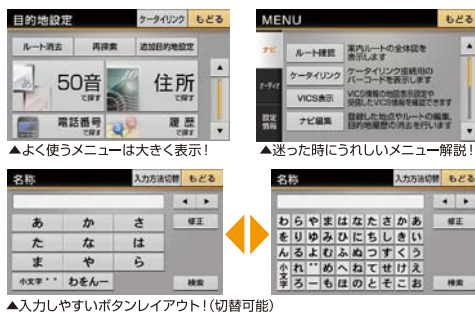 目的地設定 ケータイリンク もどる
ルート消去 再探索 追加目的地設定
50音で探す 住所で探す
電話番号で探す 履歴で探す
▲よく使うメニューは大きく表示！
MENU もどる
ナビ ルート確認 案内ルートの全体図を
表示します
ケータイリンク ケータイリンク接続用の
バーコードを表示します
オーディオ VICS表示 VICS情報の地図表示設定や
受信したVICS情報を確認できます
設定
情報 ナビ編集 登録した地点やルートの編集、
目的地履歴の消去を行います
▲迷った時にうれしいメニュー解説！
名称 入力方法切替 もどる
あ か さ 修正
た な は
ま や ら
小文字゛゜ わをんー 検索
名称 入力方法切替 もどる
わ ら や ま は な た さ か あ 修正
を り ゆ み ひ に ち し き い
ん る よ む ふ ぬ つ す く う
小文字 れ ゛゜ め へ ね て せ け え
ろ ー も ほ の と そ こ お 検索
▲入力しやすいボタンレイアウト！(切替可能)